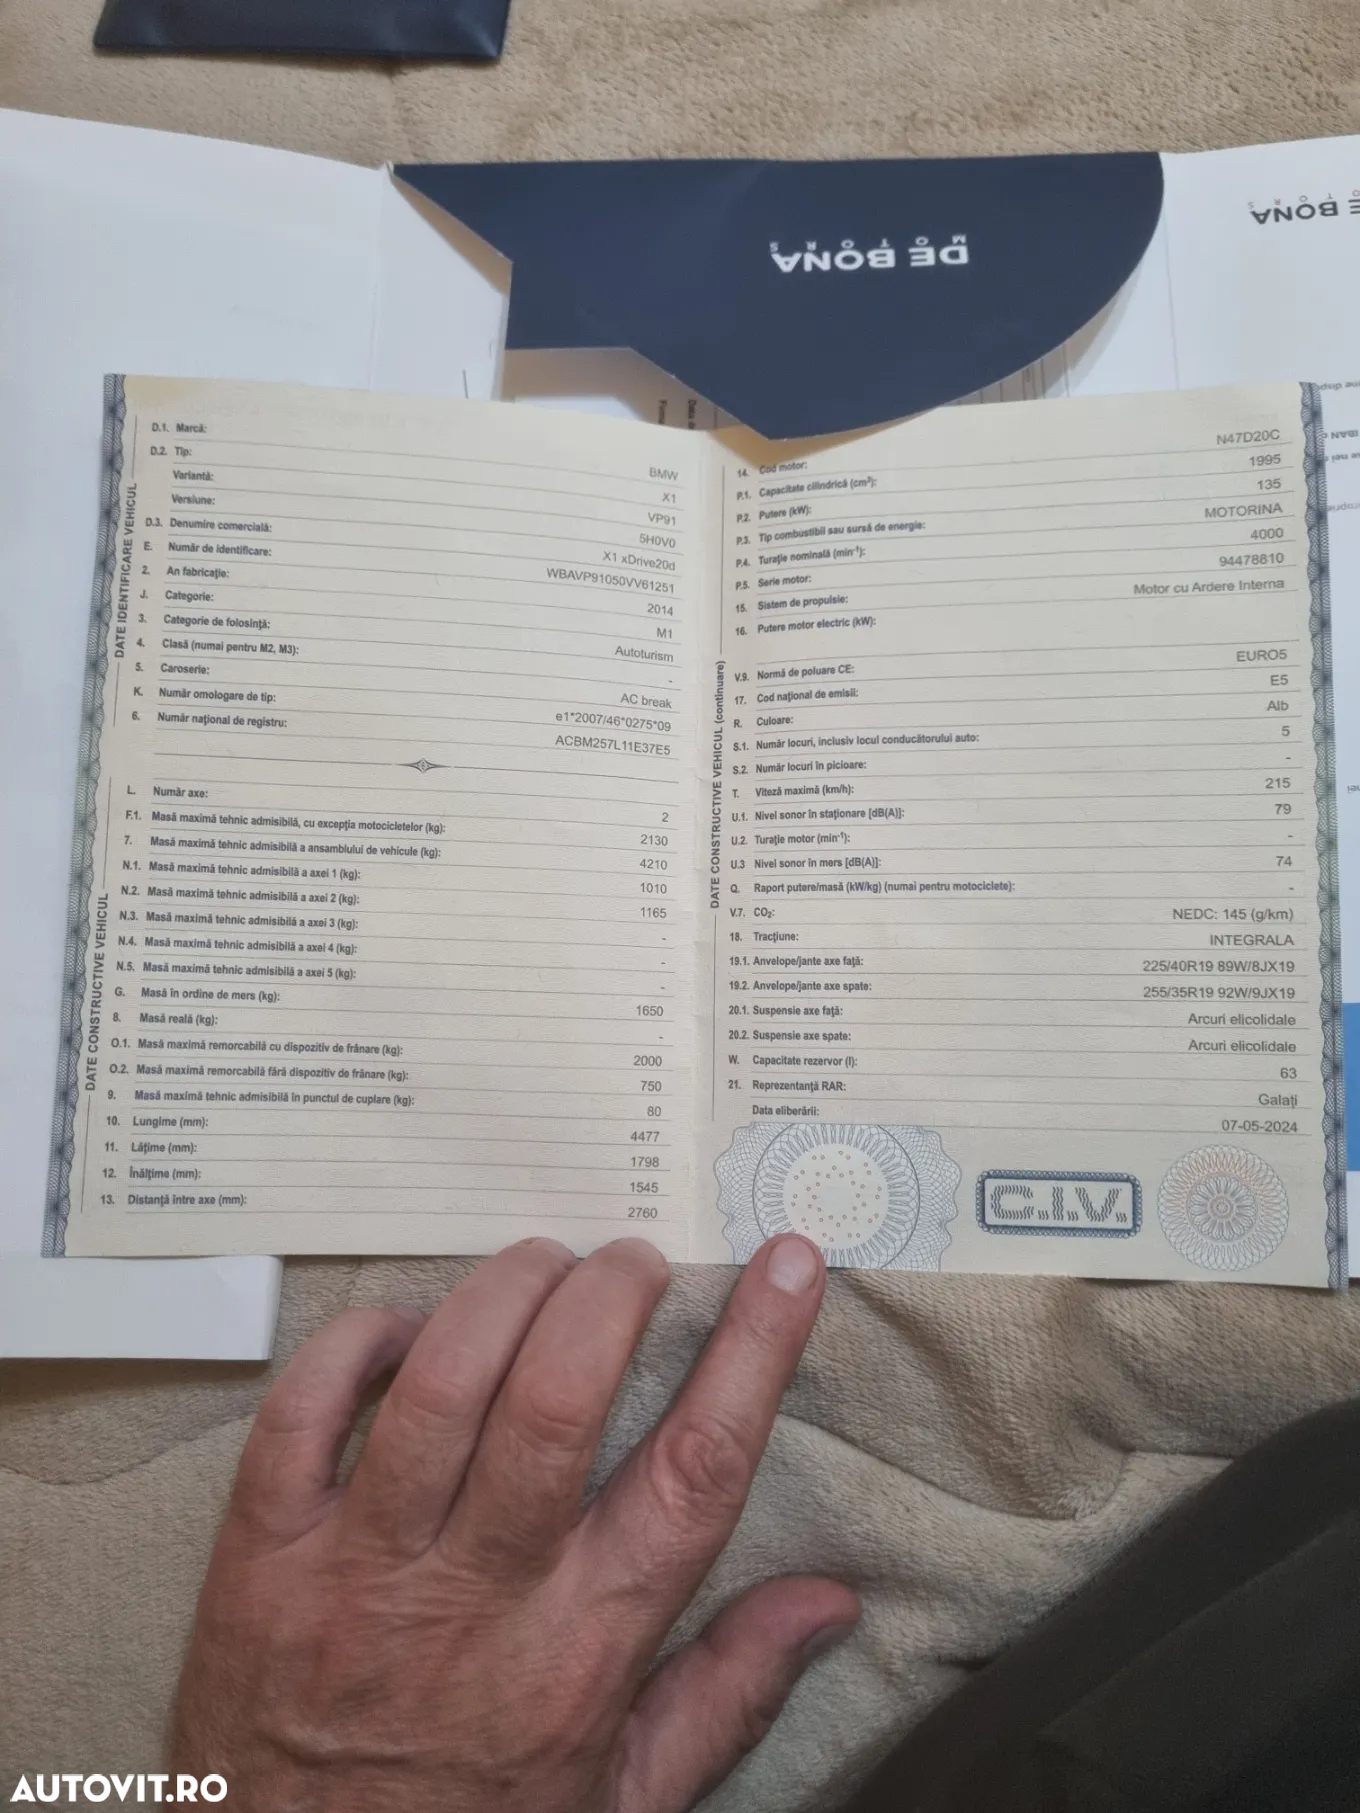 DE BONA
MOTORS
DE BONA
DATE IDENTIFICARE VEHICUL
D.1. Marcă: BMW
D.2. Tip: X1
Variantă: VP91
Versiune: 5H0V0
D.3. Denumire comercială: X1 xDrive20d
E. Număr de identificare: WBAVP91050VV61251
2. An fabricație: 2014
J. Categorie: M1
3. Categorie de folosință: Autoturism
4. Clasă (numai pentru M2, M3): -
5. Caroserie: AC break
K. Număr omologare de tip: e1*2007/46*0275*09
6. Număr național de registru: ACBM257L11E37E5
DATE CONSTRUCTIVE VEHICUL
L. Număr axe: 2
F.1. Masă maximă tehnic admisibilă, cu excepția motocicletelor (kg): 2130
7. Masă maximă tehnic admisibilă a ansamblului de vehicule (kg): 4210
N.1. Masă maximă tehnic admisibilă a axei 1 (kg): 1010
N.2. Masă maximă tehnic admisibilă a axei 2 (kg): 1165
N.3. Masă maximă tehnic admisibilă a axei 3 (kg): -
N.4. Masă maximă tehnic admisibilă a axei 4 (kg): -
N.5. Masă maximă tehnic admisibilă a axei 5 (kg): -
G. Masă în ordine de mers (kg): 1650
8. Masă reală (kg): -
O.1. Masă maximă remorcabilă cu dispozitiv de frânare (kg): 2000
O.2. Masă maximă remorcabilă fără dispozitiv de frânare (kg): 750
9. Masă maximă tehnic admisibilă în punctul de cuplare (kg): 80
10. Lungime (mm): 4477
11. Lățime (mm): 1798
12. Înălțime (mm): 1545
13. Distanță între axe (mm): 2760
DATE CONSTRUCTIVE VEHICUL (continuare)
14. Cod motor: N47D20C
P.1. Capacitate cilindrică (cm³): 1995
P.2. Putere (kW): 135
P.3. Tip combustibil sau sursă de energie: MOTORINA
P.4. Turație nominală (min-1): 4000
P.5. Serie motor: 94478810
15. Sistem de propulsie: Motor cu Ardere Interna
16. Putere motor electric (kW):
V.9. Normă de poluare CE: EURO5
17. Cod național de emisii: E5
R. Culoare: Alb
S.1. Număr locuri, inclusiv locul conducătorului auto: 5
S.2. Număr locuri în picioare: -
T. Viteză maximă (km/h): 215
U.1. Nivel sonor în staționare [dB(A)]: 79
U.2. Turație motor (min-1): -
U.3 Nivel sonor în mers [dB(A)]: 74
Q. Raport putere/masă (kW/kg) (numai pentru motociclete): -
V.7. CO2: NEDC: 145 (g/km)
18. Tracțiune: INTEGRALA
19.1. Anvelope/jante axe față: 225/40R19 89W/8JX19
19.2. Anvelope/jante axe spate: 255/35R19 92W/9JX19
20.1. Suspensie axe față: Arcuri elicolidale
20.2. Suspensie axe spate: Arcuri elicolidale
W. Capacitate rezervor (l): 63
21. Reprezentanță RAR: Galați
Data eliberării: 07-05-2024
C.I.V.
AUTOVIT.RO